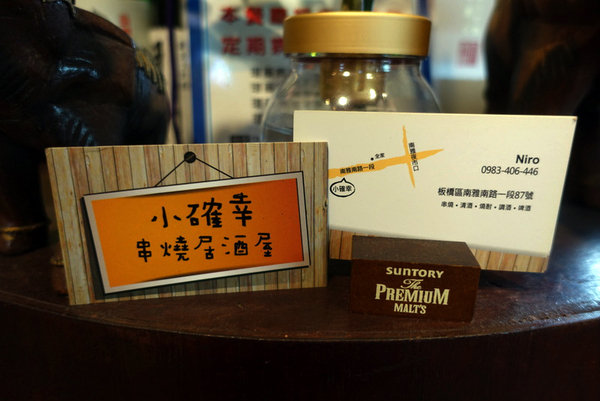 小確幸
串燒居酒屋
Niro
0983-406-446
板橋區南雅南路一段87號
串燒・清酒・燒酎・調酒・啤酒
全家
南雅南路一段
小確幸
SUNTORY
The
PREMIUM
MALT'S